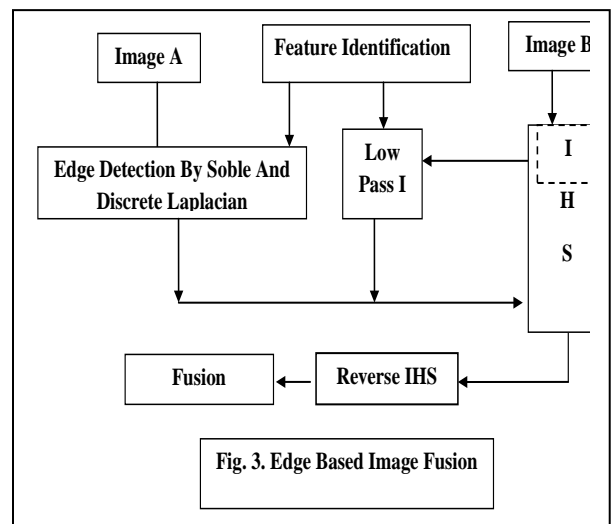 Image A
Feature Identification
Image B
Edge Detection By Soble And
Discrete Laplacian
Low
Pass I
I
H
S
Fusion
Reverse IHS
Fig. 3. Edge Based Image Fusion